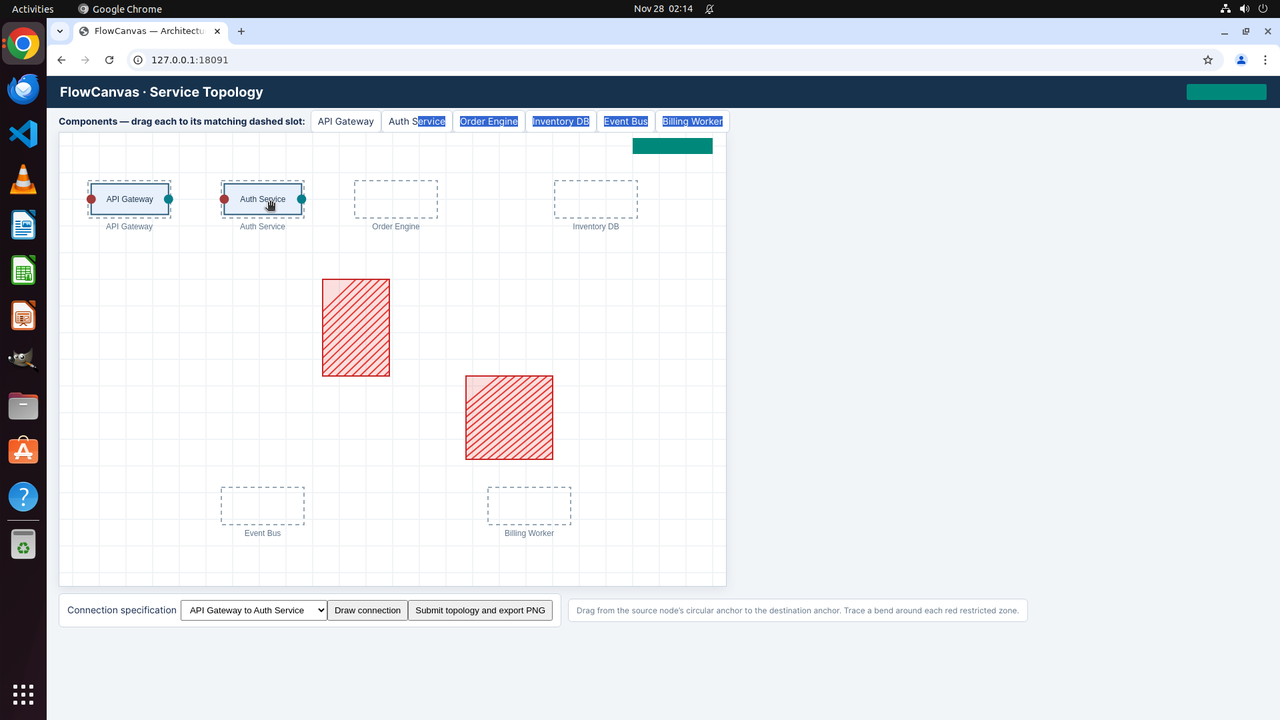 Activities
Google Chrome
Nov 28 02:14
FlowCanvas — Architectu
127.0.0.1:18091
FlowCanvas · Service Topology
Components — drag each to its matching dashed slot:
API Gateway
Auth Service
Order Engine
Inventory DB
Event Bus
Billing Worker
API Gateway
Auth Service
API Gateway
Auth Service
Order Engine
Inventory DB
Event Bus
Billing Worker
Connection specification
API Gateway to Auth Service
Draw connection
Submit topology and export PNG
Drag from the source node's circular anchor to the destination anchor. Trace a bend around each red restricted zone.